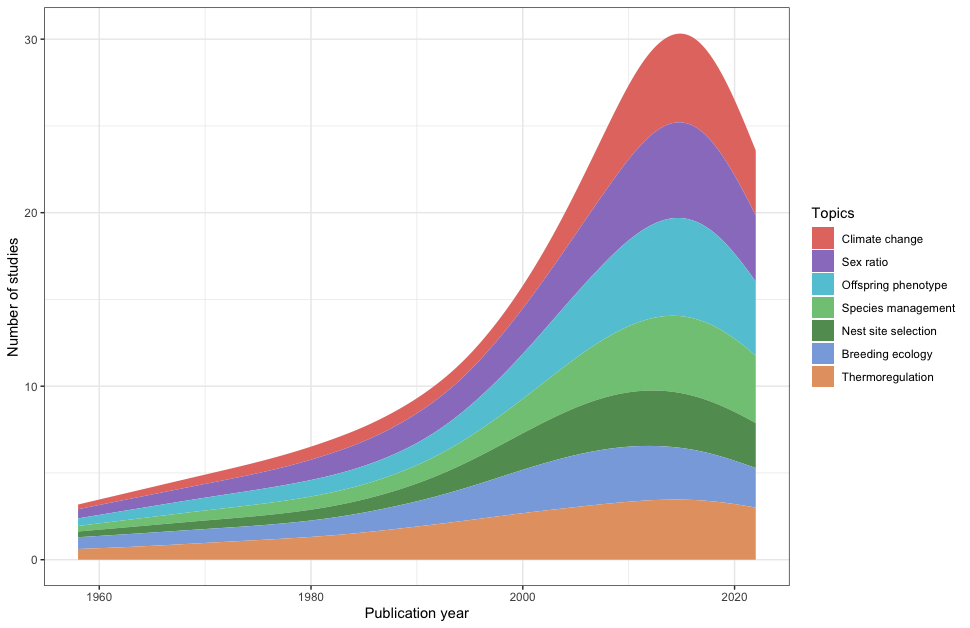 30
20
10
0
Number of studies
1960
1980
2000
2020
Publication year
Topics
Climate change
Sex ratio
Offspring phenotype
Species management
Nest site selection
Breeding ecology
Thermoregulation